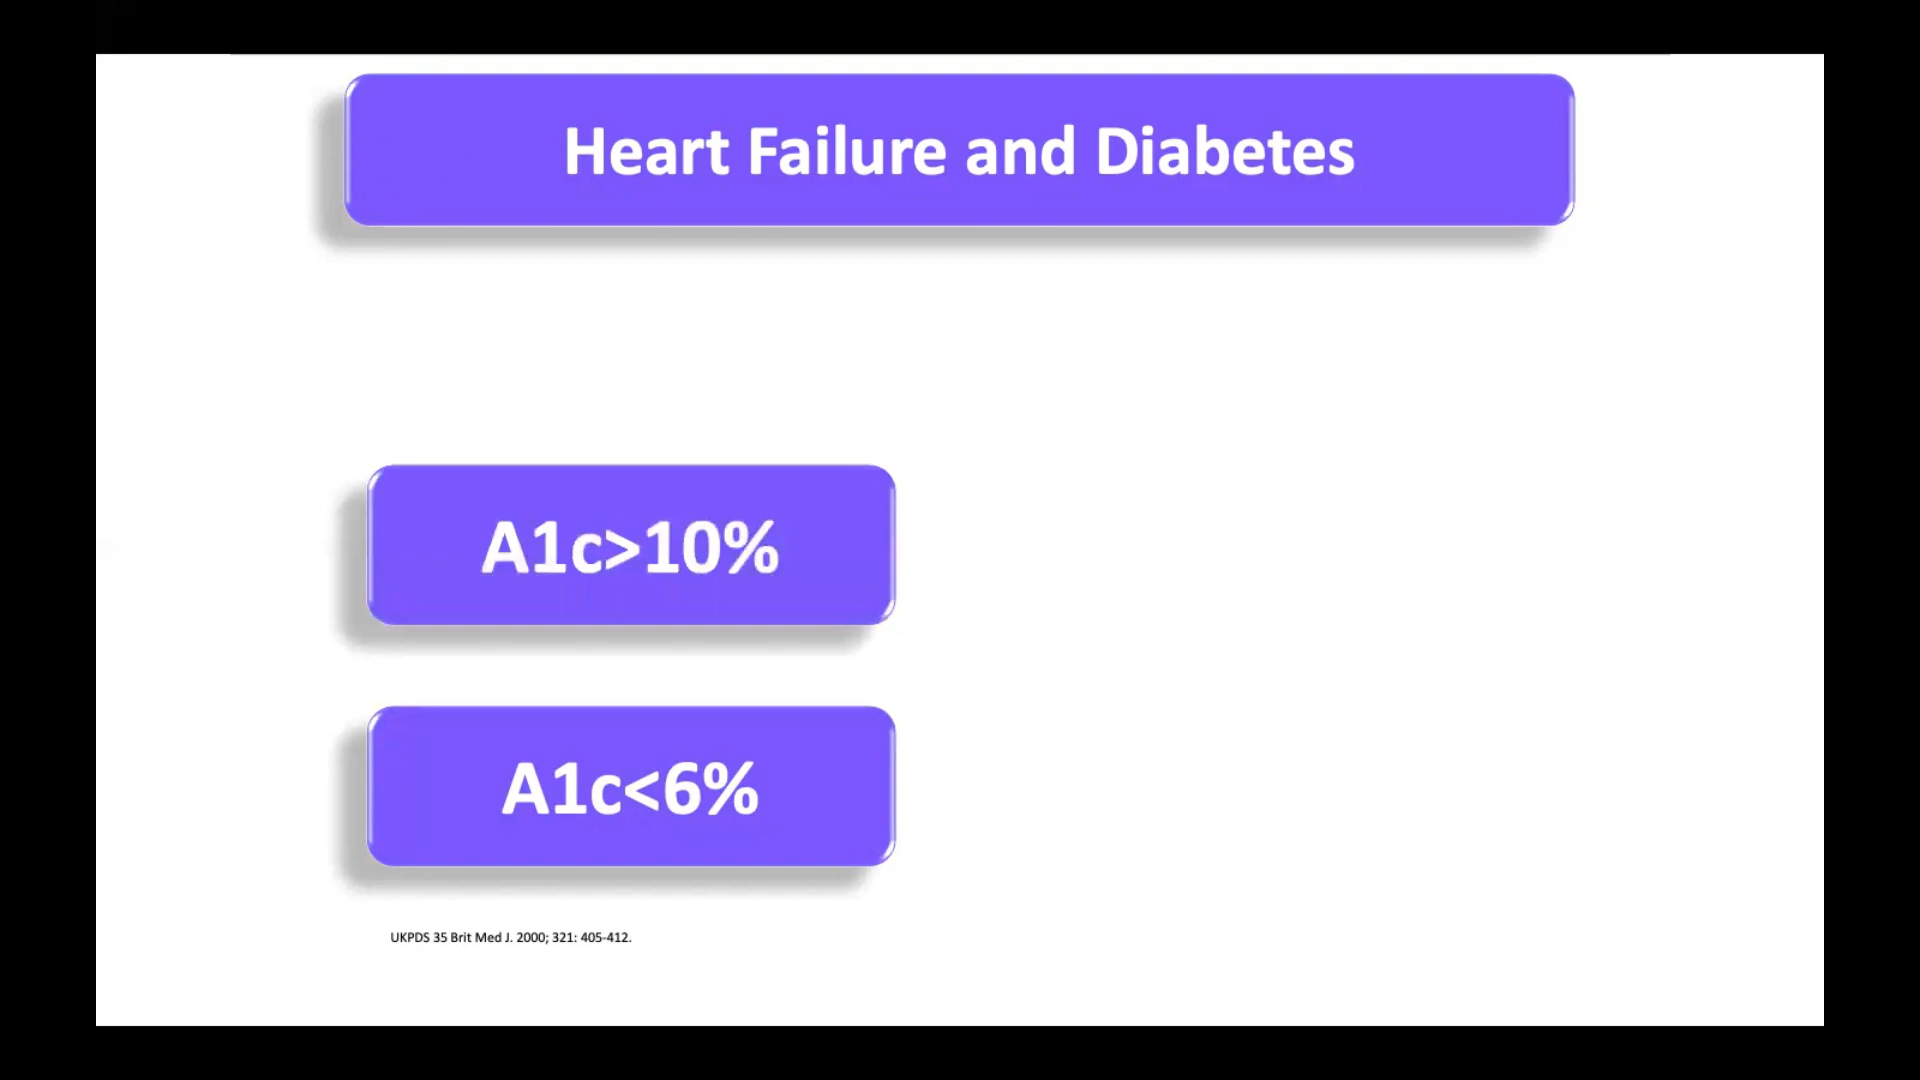 Heart Failure and Diabetes
A1c>10%
A1c<6%
UKPDS 35 Brit Med J. 2000; 321: 405-412.